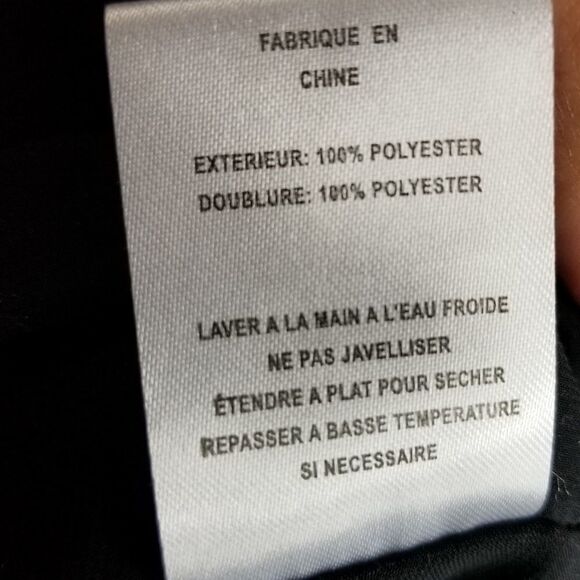 FABRIQUE EN
CHINE
EXTERIEUR: 100% POLYESTER
DOUBLURE: 100% POLYESTER
LAVER A LA MAIN A L'EAU FROIDE
NE PAS JAVELLISER
ÉTENDRE A PLAT POUR SECHER
REPASSER A BASSE TEMPERATURE
SI NECESSAIRE